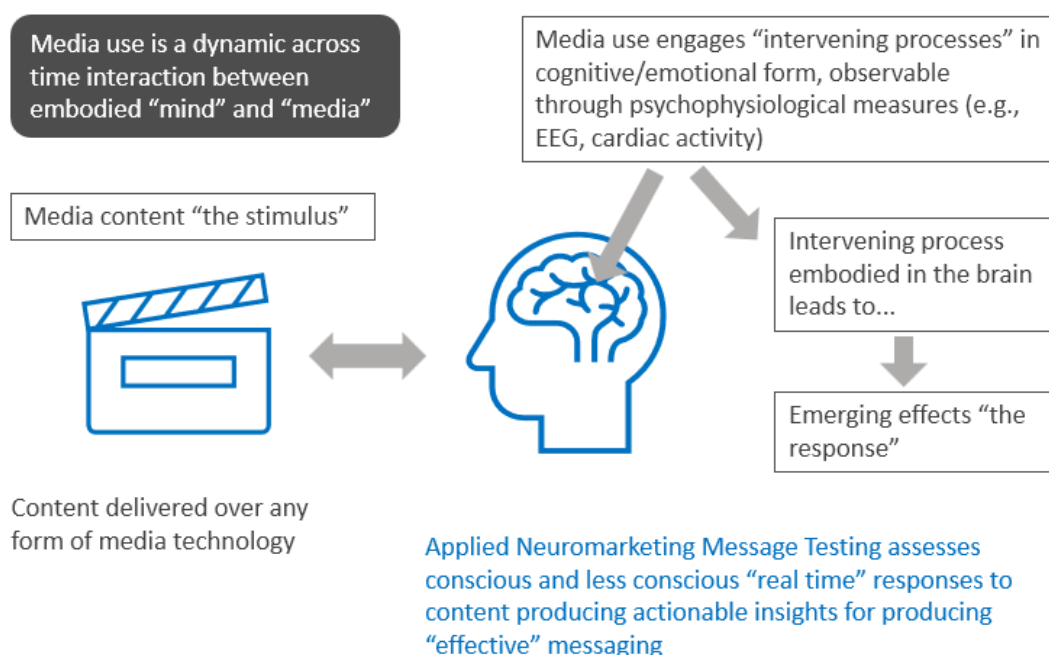 Media use is a dynamic across
time interaction between
embodied “mind” and “media”
Media use engages “intervening processes” in
cognitive/emotional form, observable
through psychophysiological measures (e.g.,
EEG, cardiac activity)
Media content “the stimulus”
Intervening process
embodied in the brain
leads to...
Emerging effects “the
response”
Content delivered over any
form of media technology
Applied Neuromarketing Message Testing assesses
conscious and less conscious “real time” responses to
content producing actionable insights for producing
“effective” messaging